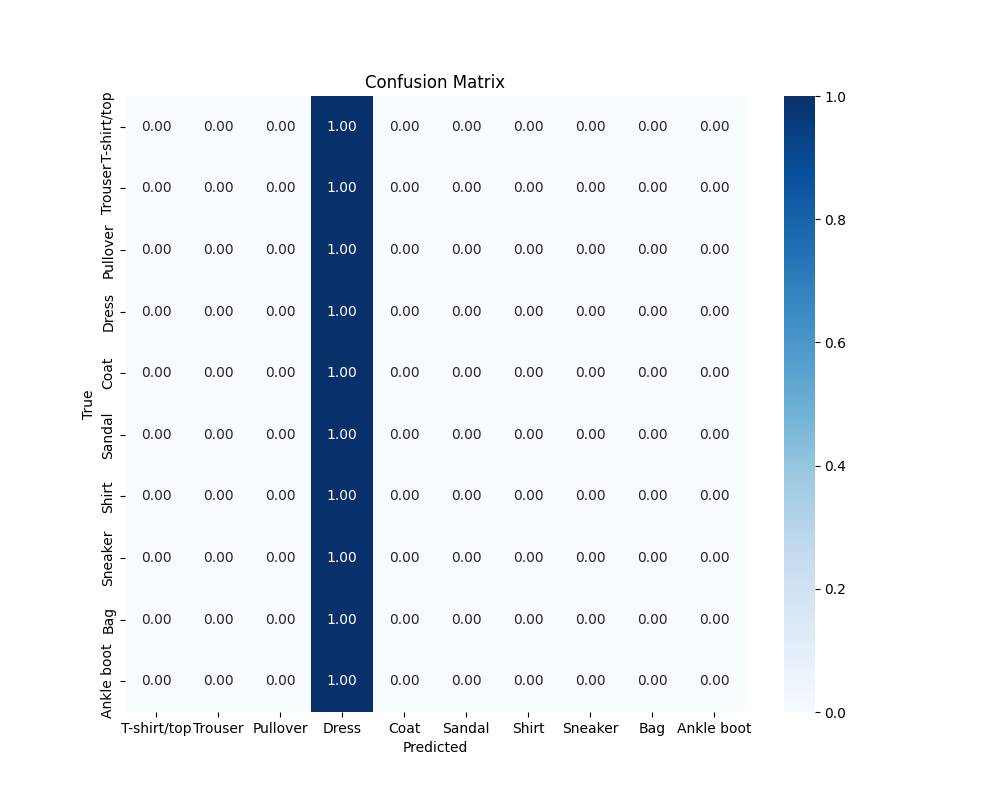 Confusion Matrix
T-shirt/top 0.00 0.00 0.00 1.00 0.00 0.00 0.00 0.00 0.00 0.00
Trouser 0.00 0.00 0.00 1.00 0.00 0.00 0.00 0.00 0.00 0.00
Pullover 0.00 0.00 0.00 1.00 0.00 0.00 0.00 0.00 0.00 0.00
Dress 0.00 0.00 0.00 1.00 0.00 0.00 0.00 0.00 0.00 0.00
Coat 0.00 0.00 0.00 1.00 0.00 0.00 0.00 0.00 0.00 0.00
Sandal 0.00 0.00 0.00 1.00 0.00 0.00 0.00 0.00 0.00 0.00
Shirt 0.00 0.00 0.00 1.00 0.00 0.00 0.00 0.00 0.00 0.00
Sneaker 0.00 0.00 0.00 1.00 0.00 0.00 0.00 0.00 0.00 0.00
Bag 0.00 0.00 0.00 1.00 0.00 0.00 0.00 0.00 0.00 0.00
Ankle boot 0.00 0.00 0.00 1.00 0.00 0.00 0.00 0.00 0.00 0.00
True
T-shirt/top Trouser Pullover Dress Coat Sandal Shirt Sneaker Bag Ankle boot
Predicted
1.0
0.8
0.6
0.4
0.2
0.0